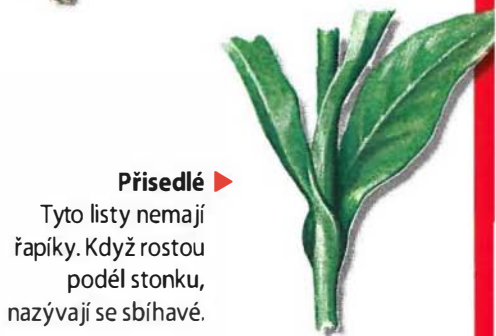 Přisedlé
Tyto listy nemají
řapíky. Když rostou
podél stonku,
nazývají se sbíhavé.